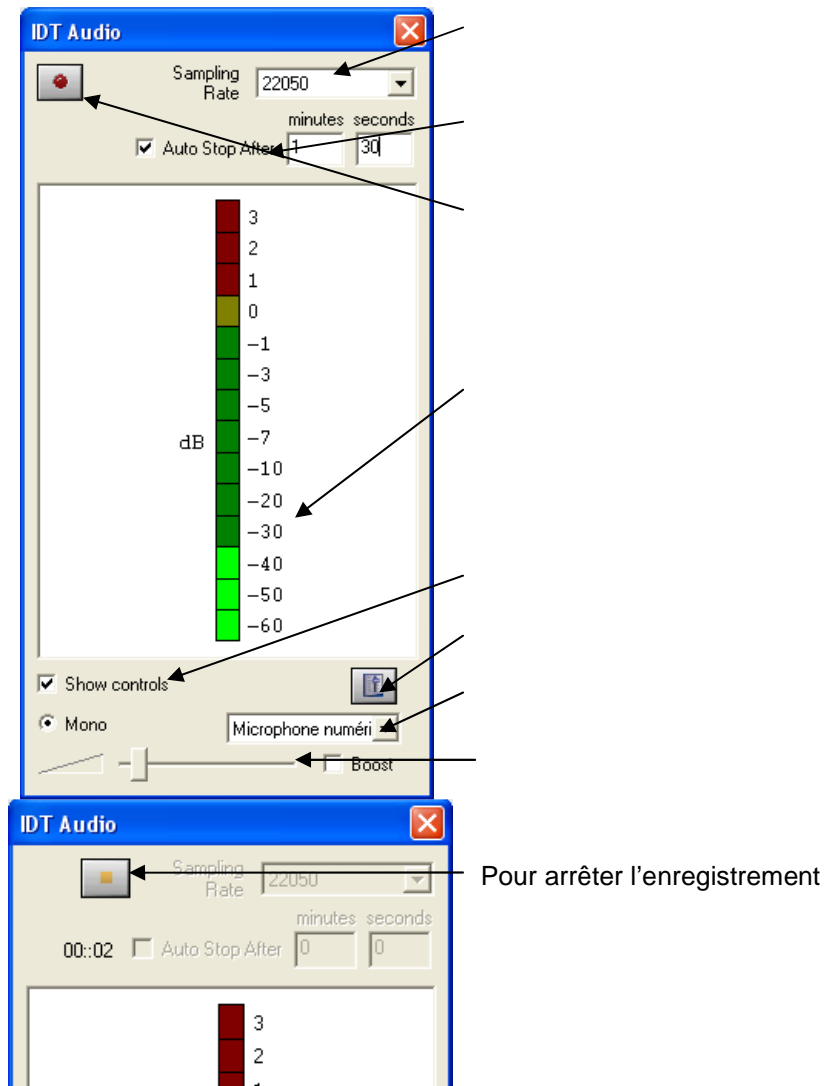 IDT Audio
Sampling Rate 22050
minutes seconds
Auto Stop After 1 30
3
2
1
0
−1
−3
−5
dB −7
−10
−20
−30
−40
−50
−60
Show controls
Mono Microphone numéri
Boost
IDT Audio
Sampling Rate 22050
Pour arrêter l’enregistrement
minutes seconds
00::02 Auto Stop After 0 0
3
2